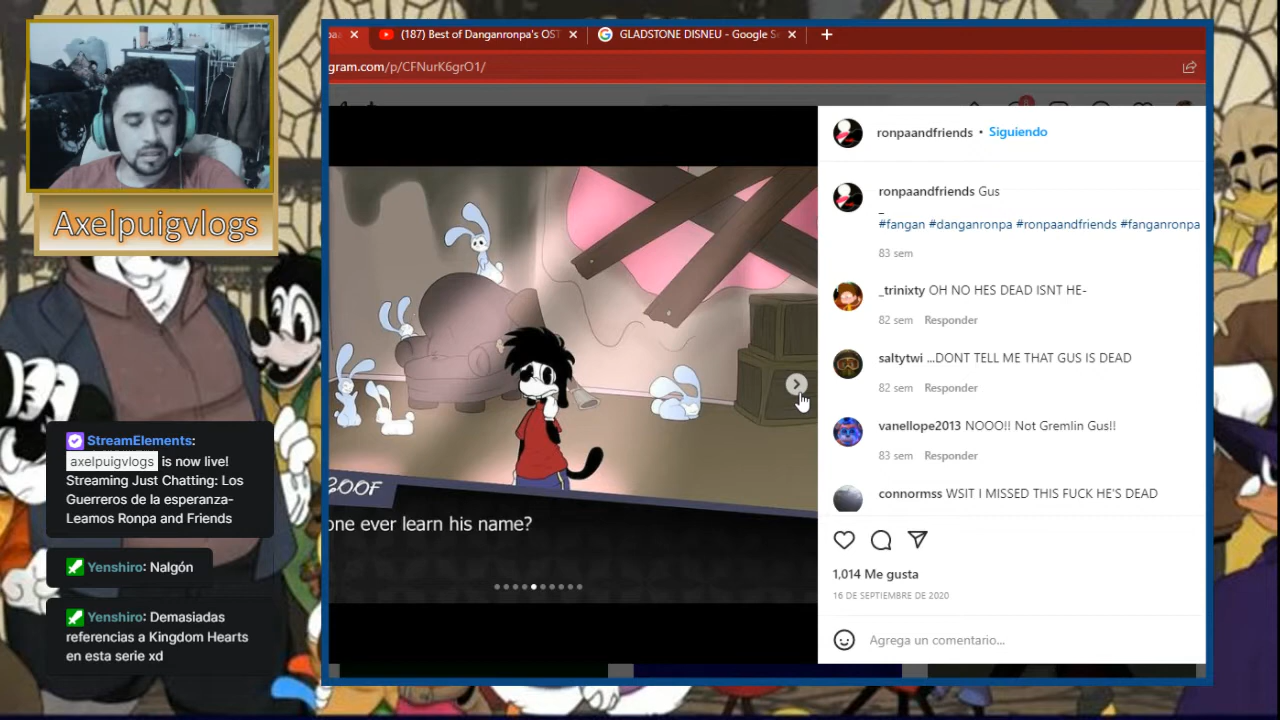 (187) Best of Danganronpa's OST
GLADSTONE DISNEU - Google Se
gram.com/p/CFNurK6grO1/
ronpaandfriends • Siguiendo
ronpaandfriends Gus
_
#fangan #danganronpa #ronpaandfriends #fanganronpa
83 sem
_trinixty OH NO HES DEAD ISNT HE-
82 sem Responder
saltytwi ...DONT TELL ME THAT GUS IS DEAD
82 sem Responder
vanellope2013 NOOO!! Not Gremlin Gus!!
83 sem Responder
connormss WSIT I MISSED THIS FUCK HE'S DEAD
1,014 Me gusta
16 DE SEPTIEMBRE DE 2020
Agrega un comentario...
GOOF
one ever learn his name?
Axelpuigvlogs
StreamElements:
axelpuigvlogs is now live!
Streaming Just Chatting: Los
Guerreros de la esperanza-
Leamos Ronpa and Friends
Yenshiro: Nalgón
Yenshiro: Demasiadas
referencias a Kingdom Hearts
en esta serie xd